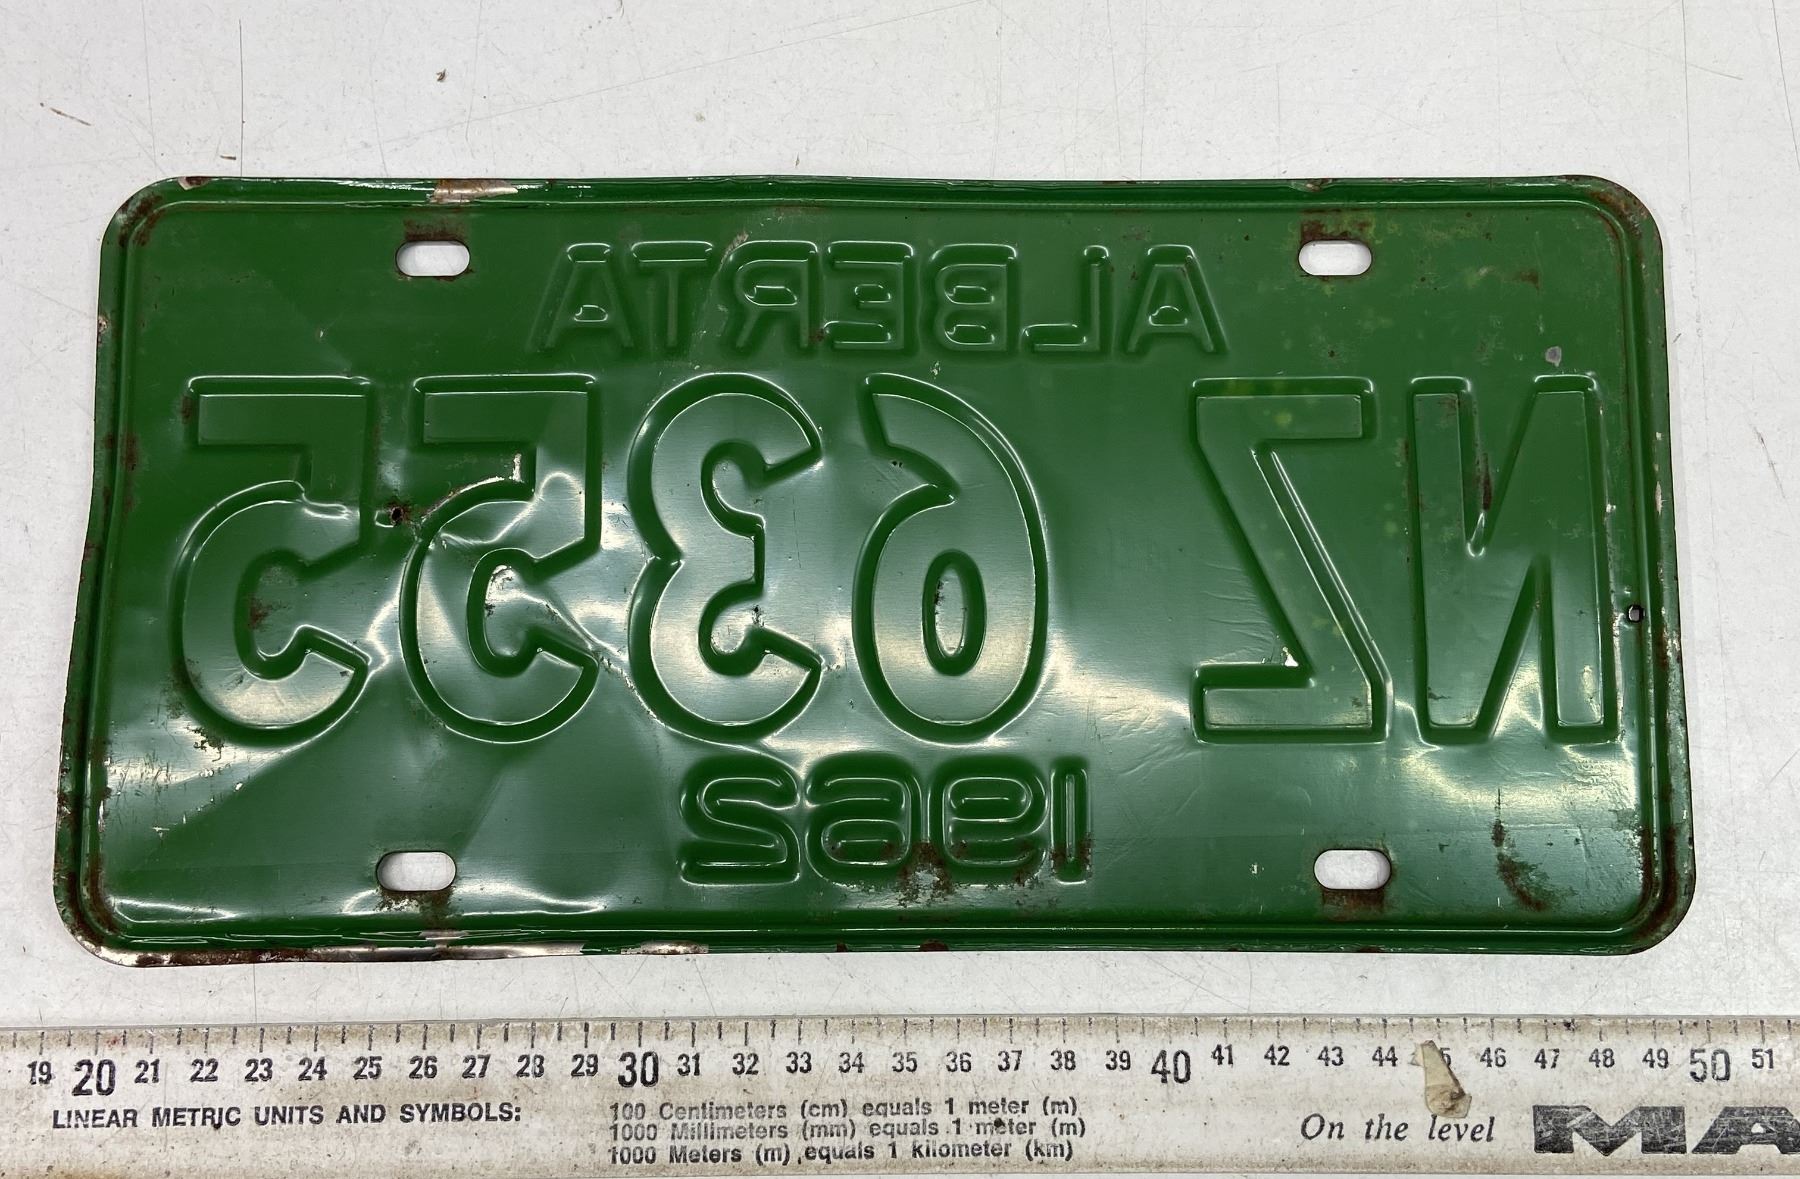 ALBERTA
NZ 6355
1962
19 20 21 22 23 24 25 26 27 28 29 30 31 32 33 34 35 36 37 38 39 40 41 42 43 44 45 46 47 48 49 50 51
LINEAR METRIC UNITS AND SYMBOLS:
100 Centimeters (cm) equals 1 meter (m)
1000 Millimeters (mm) equals 1 meter (m)
1000 Meters (m) equals 1 kilometer (km)
On the level
MA